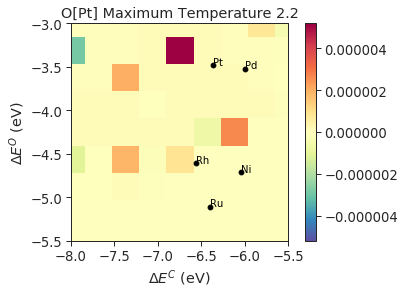 O[Pt] Maximum Temperature 2.2
−3.0
−3.5
−4.0
−4.5
−5.0
−5.5
ΔE^O (eV)
Pt
Pd
Rh
Ni
Ru
−8.0 −7.5 −7.0 −6.5 −6.0 −5.5
ΔE^C (eV)
0.000004
0.000002
0.000000
−0.000002
−0.000004